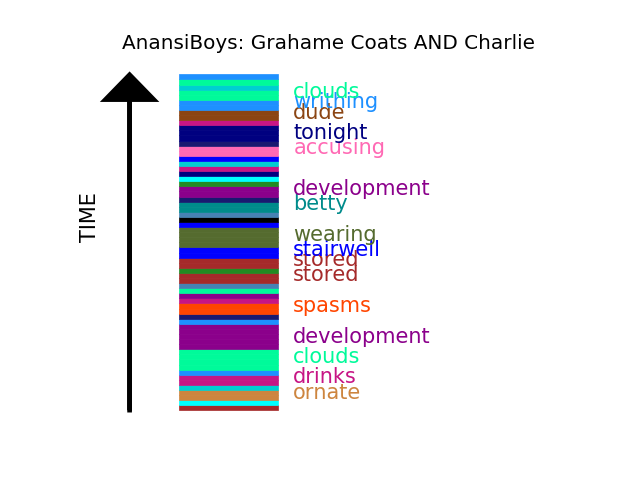 AnansiBoys: Grahame Coats AND Charlie
clouds
writhing
dude
tonight
accusing
development
betty
wearing
stairwell
stored
stored
spasms
development
clouds
drinks
ornate
TIME